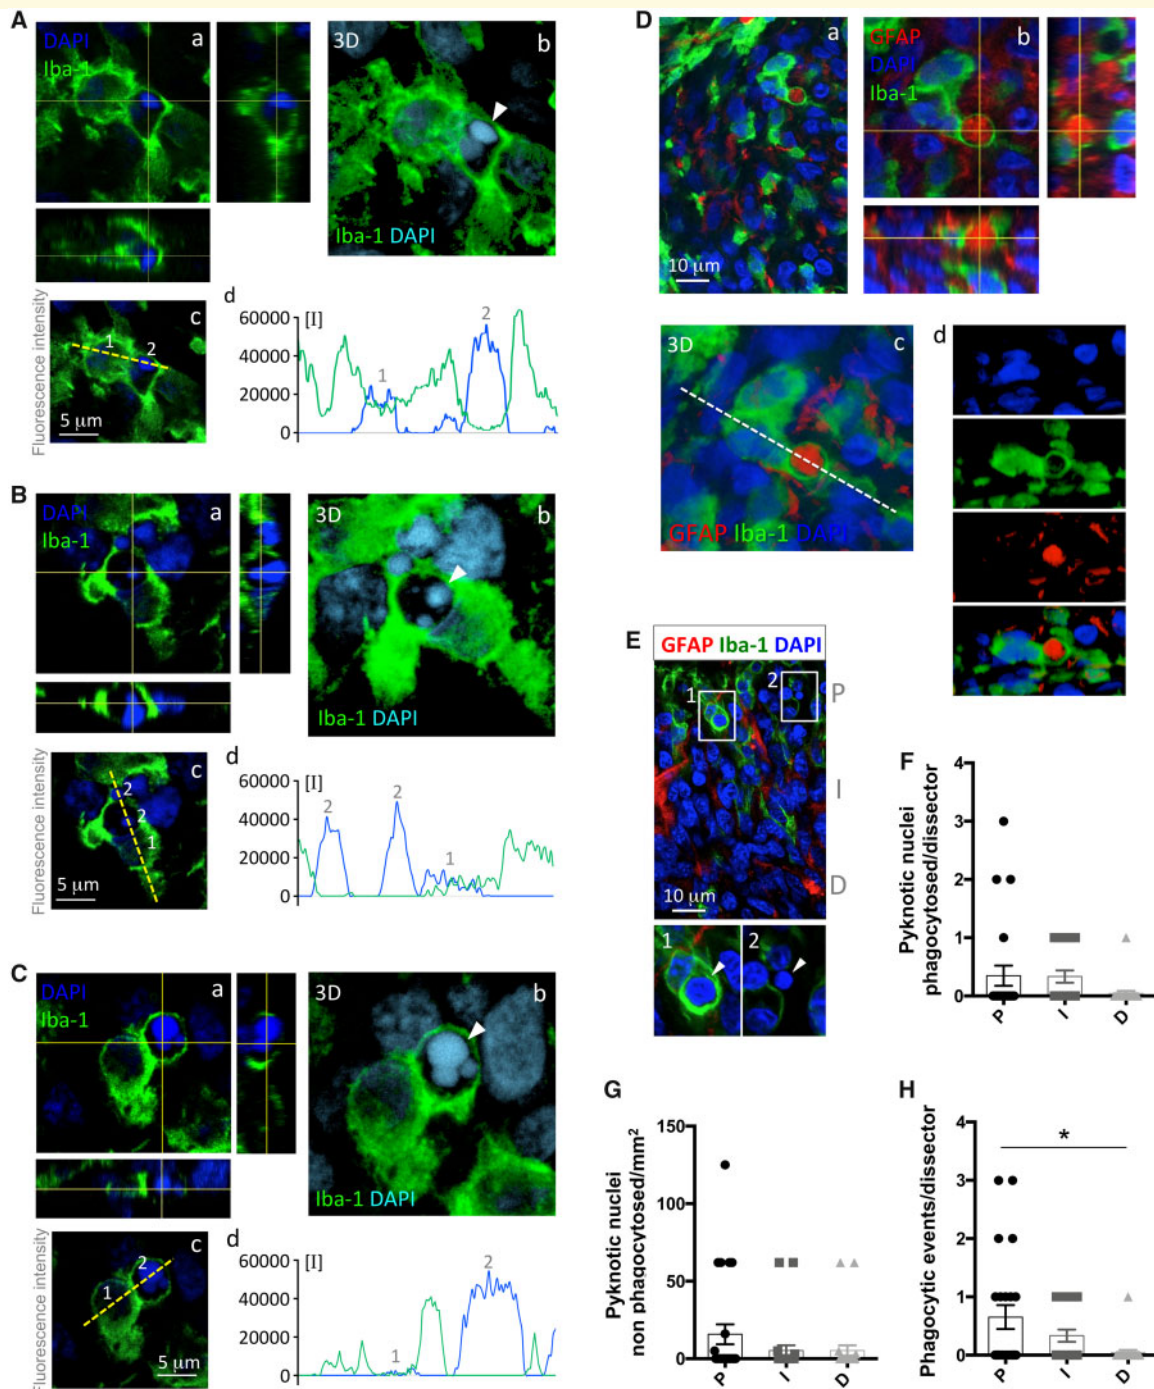 A
DAPI
Iba-1
a
3D
b
Iba-1 DAPI
Fluorescence intensity
c
1
2
5 μm
d
[I]
60000
40000
20000
0
1
2
B
DAPI
Iba-1
a
3D
b
Iba-1 DAPI
Fluorescence intensity
c
2
2
1
5 μm
d
[I]
60000
40000
20000
0
2
2
1
C
DAPI
Iba-1
a
3D
b
Iba-1 DAPI
Fluorescence intensity
c
1
2
5 μm
d
[I]
60000
40000
20000
0
1
2
D
a
10 μm
GFAP
DAPI
Iba-1
b
3D
c
GFAP Iba-1 DAPI
d
E
GFAP Iba-1 DAPI
1
2
P
I
D
10 μm
1
2
F
Pyknotic nuclei
phagocytosed/dissector
4
3
2
1
0
P
I
D
G
Pyknotic nuclei
non phagocytosed/mm²
150
100
50
0
P
I
D
H
Phagocytic events/dissector
4
3
2
1
0
*
P
I
D